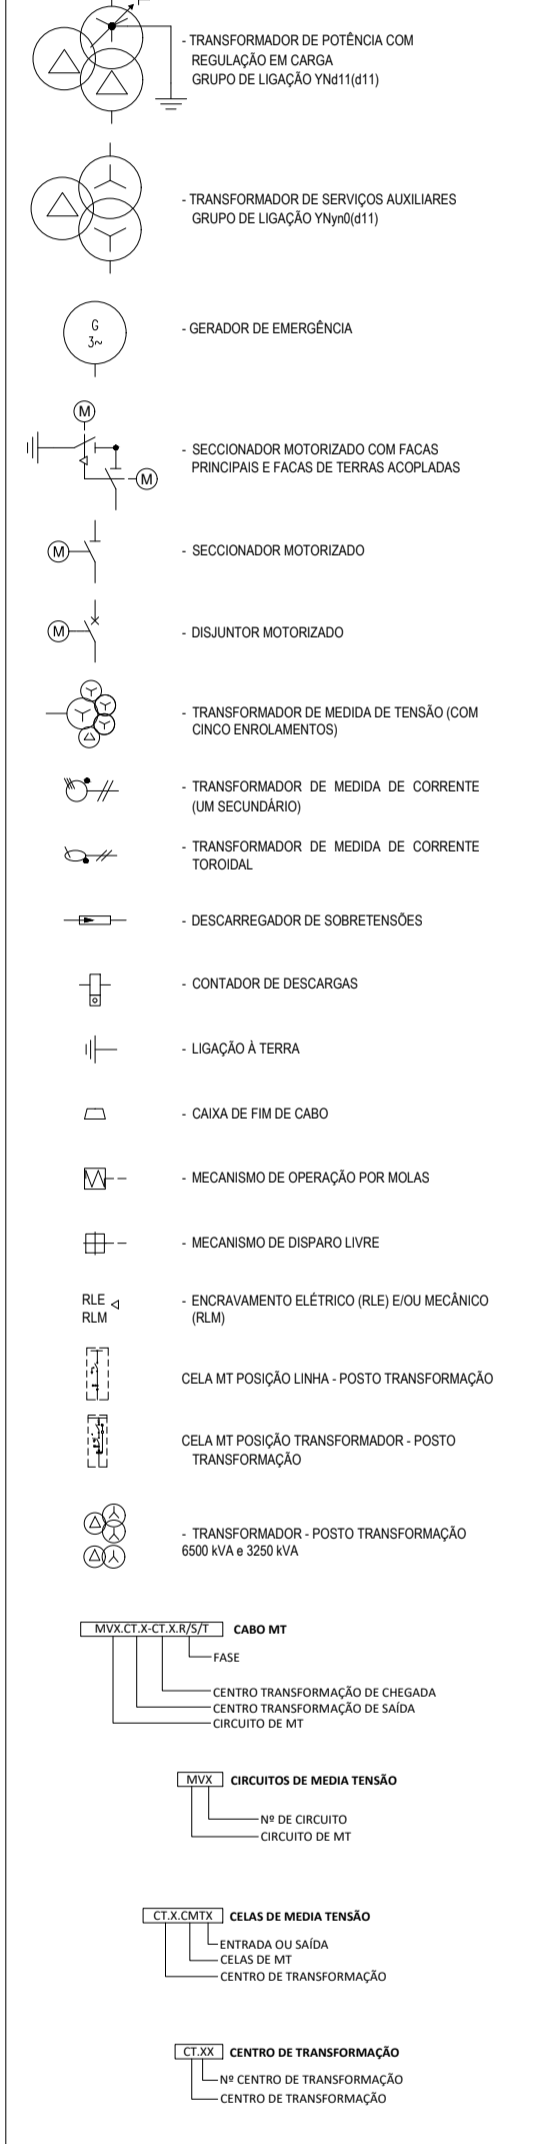 - TRANSFORMADOR DE POTÊNCIA COM
REGULAÇÃO EM CARGA
GRUPO DE LIGAÇÃO YNd11(d11)
- TRANSFORMADOR DE SERVIÇOS AUXILIARES
GRUPO DE LIGAÇÃO YNyn0(d11)
G
3~
- GERADOR DE EMERGÊNCIA
M
M
- SECCIONADOR MOTORIZADO COM FACAS
PRINCIPAIS E FACAS DE TERRAS ACOPLADAS
M
- SECCIONADOR MOTORIZADO
M
- DISJUNTOR MOTORIZADO
- TRANSFORMADOR DE MEDIDA DE TENSÃO (COM
CINCO ENROLAMENTOS)
- TRANSFORMADOR DE MEDIDA DE CORRENTE
(UM SECUNDÁRIO)
- TRANSFORMADOR DE MEDIDA DE CORRENTE
TOROIDAL
- DESCARREGADOR DE SOBRETENSÕES
- CONTADOR DE DESCARGAS
- LIGAÇÃO À TERRA
- CAIXA DE FIM DE CABO
- MECANISMO DE OPERAÇÃO POR MOLAS
- MECANISMO DE DISPARO LIVRE
RLE
RLM
- ENCRAVAMENTO ELÉTRICO (RLE) E/OU MECÂNICO
(RLM)
CELA MT POSIÇÃO LINHA - POSTO TRANSFORMAÇÃO
CELA MT POSIÇÃO TRANSFORMADOR - POSTO
TRANSFORMAÇÃO
- TRANSFORMADOR - POSTO TRANSFORMAÇÃO
6500 kVA e 3250 kVA
MVX.CT.X-CT.X.R/S/T CABO MT
FASE
CENTRO TRANSFORMAÇÃO DE CHEGADA
CENTRO TRANSFORMAÇÃO DE SAÍDA
CIRCUITO DE MT
MVX CIRCUITOS DE MEDIA TENSÃO
Nº DE CIRCUITO
CIRCUITO DE MT
CT.X.CMTX CELAS DE MEDIA TENSÃO
ENTRADA OU SAÍDA
CELAS DE MT
CENTRO DE TRANSFORMAÇÃO
CT.XX CENTRO DE TRANSFORMAÇÃO
Nº CENTRO DE TRANSFORMAÇÃO
CENTRO DE TRANSFORMAÇÃO